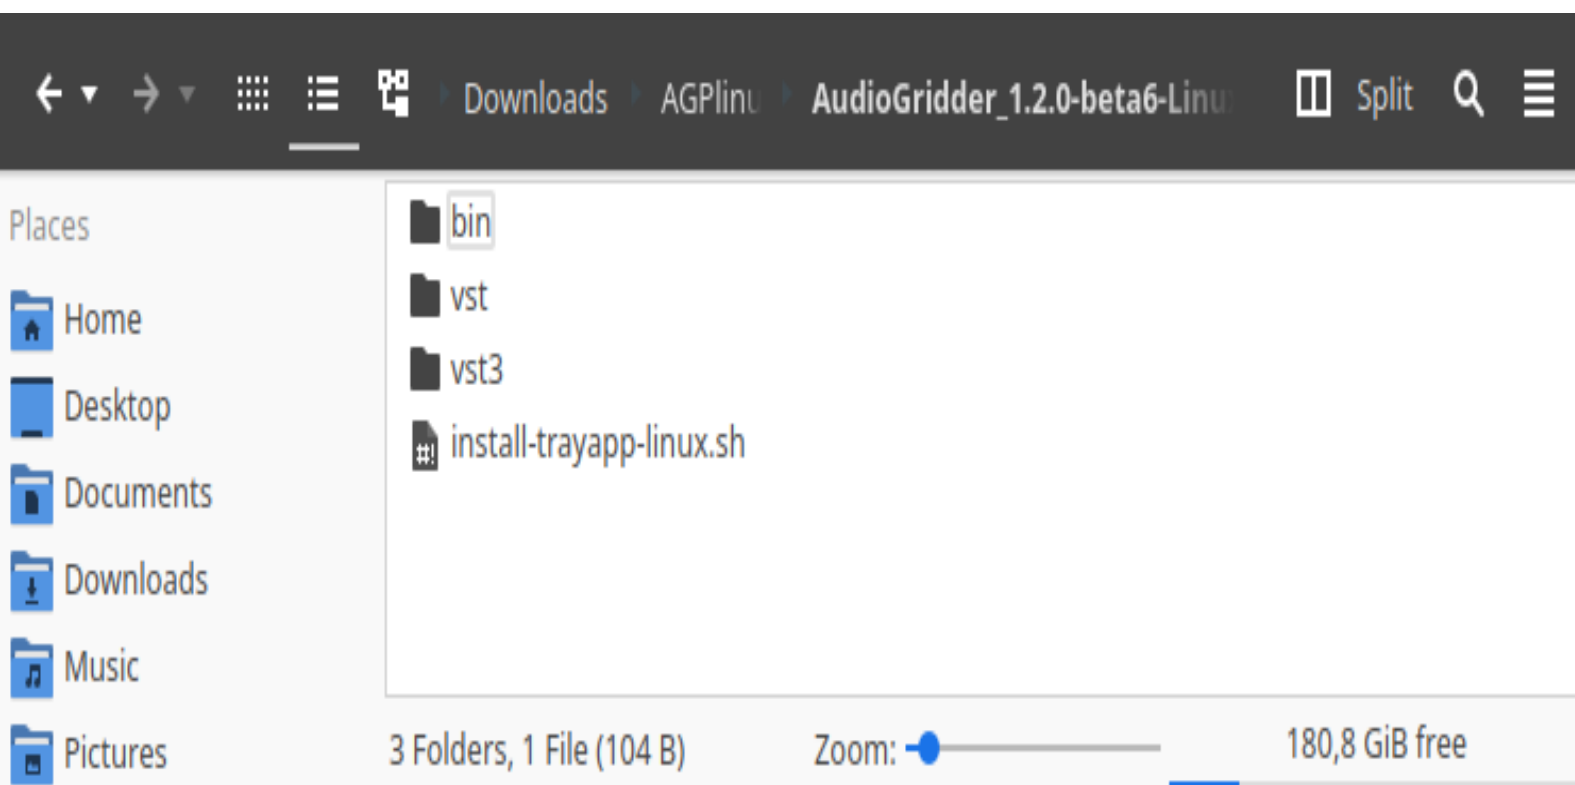 Downloads AGPlinu AudioGridder_1.2.0-beta6-Linu Split
Places
Home
Desktop
Documents
Downloads
Music
Pictures
bin
vst
vst3
install-trayapp-linux.sh
3 Folders, 1 File (104 B) Zoom: 180,8 GiB free